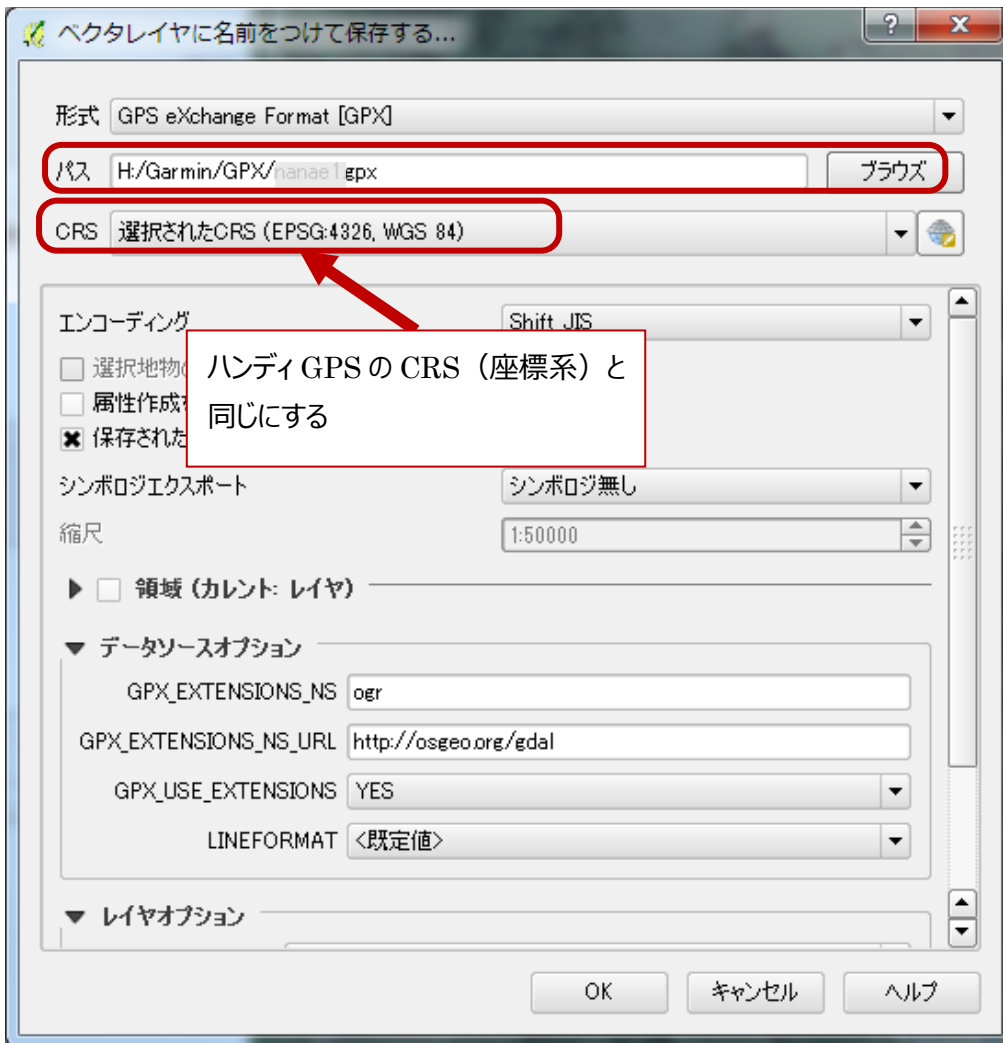 ベクタレイヤに名前をつけて保存する...
形式 GPS eXchange Format [GPX]
パス H:/Garmin/GPX/nanae1.gpx ブラウズ
CRS 選択されたCRS (EPSG:4326, WGS 84)
エンコーディング Shift_JIS
選択地物の
属性作成を
保存された
ハンディ GPS の CRS（座標系）と
同じにする
シンボロジエクスポート シンボロジ無し
縮尺 1:50000
領域 (カレント: レイヤ)
データソースオプション
GPX_EXTENSIONS_NS ogr
GPX_EXTENSIONS_NS_URL http://osgeo.org/gdal
GPX_USE_EXTENSIONS YES
LINEFORMAT <既定値>
レイヤオプション
OK キャンセル ヘルプ